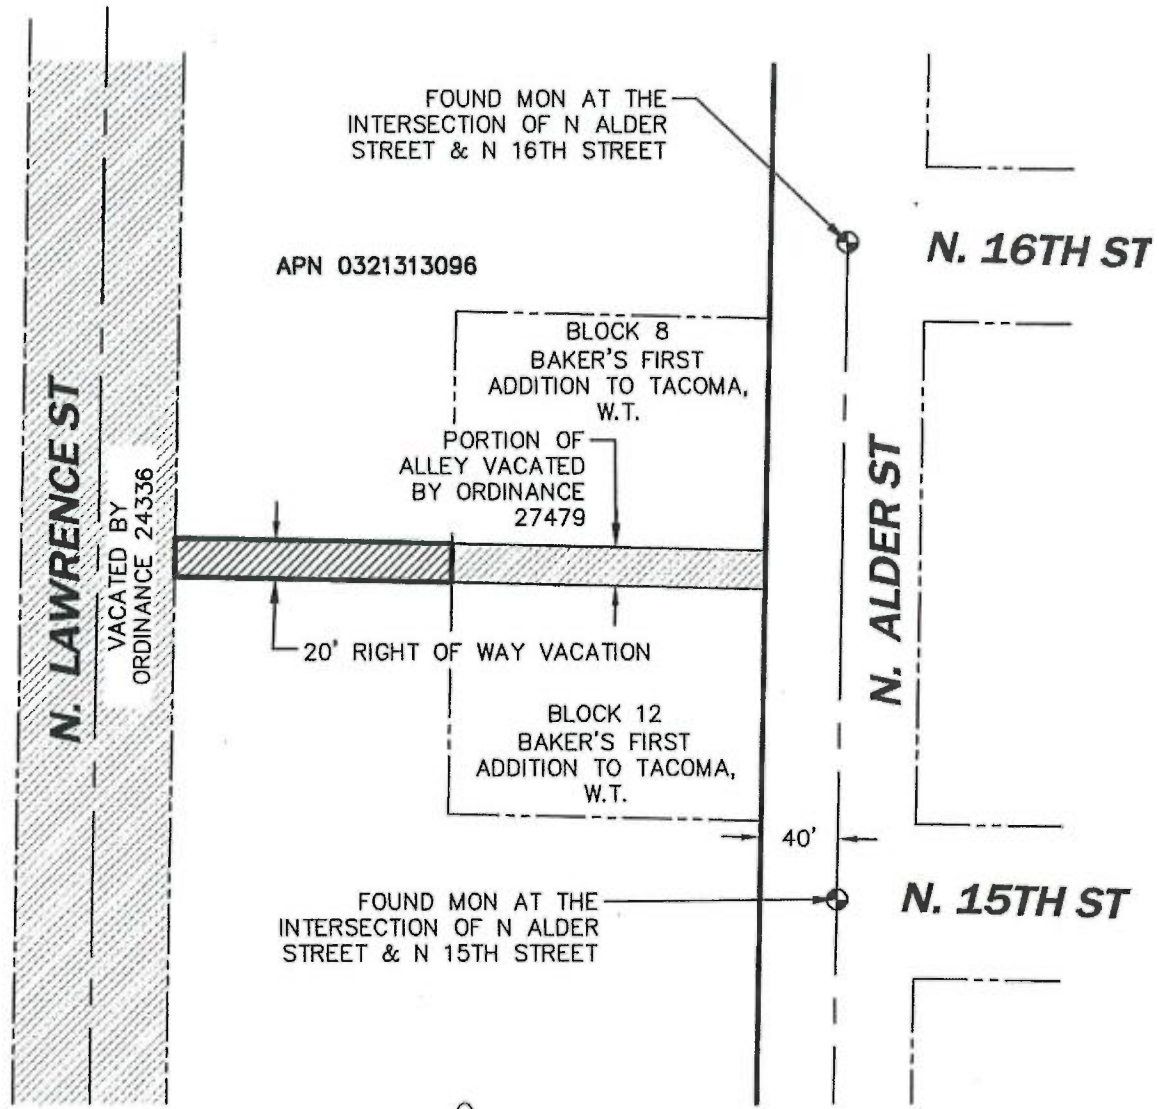 FOUND MON AT THE
INTERSECTION OF N ALDER
STREET & N 16TH STREET
N. 16TH ST
APN 0321313096
BLOCK 8
BAKER'S FIRST
ADDITION TO TACOMA,
W.T.
PORTION OF
ALLEY VACATED
BY ORDINANCE
27479
N. LAWRENCE ST
VACATED BY
ORDINANCE 24336
N. ALDER ST
20' RIGHT OF WAY VACATION
BLOCK 12
BAKER'S FIRST
ADDITION TO TACOMA,
W.T.
40'
FOUND MON AT THE
INTERSECTION OF N ALDER
STREET & N 15TH STREET
N. 15TH ST